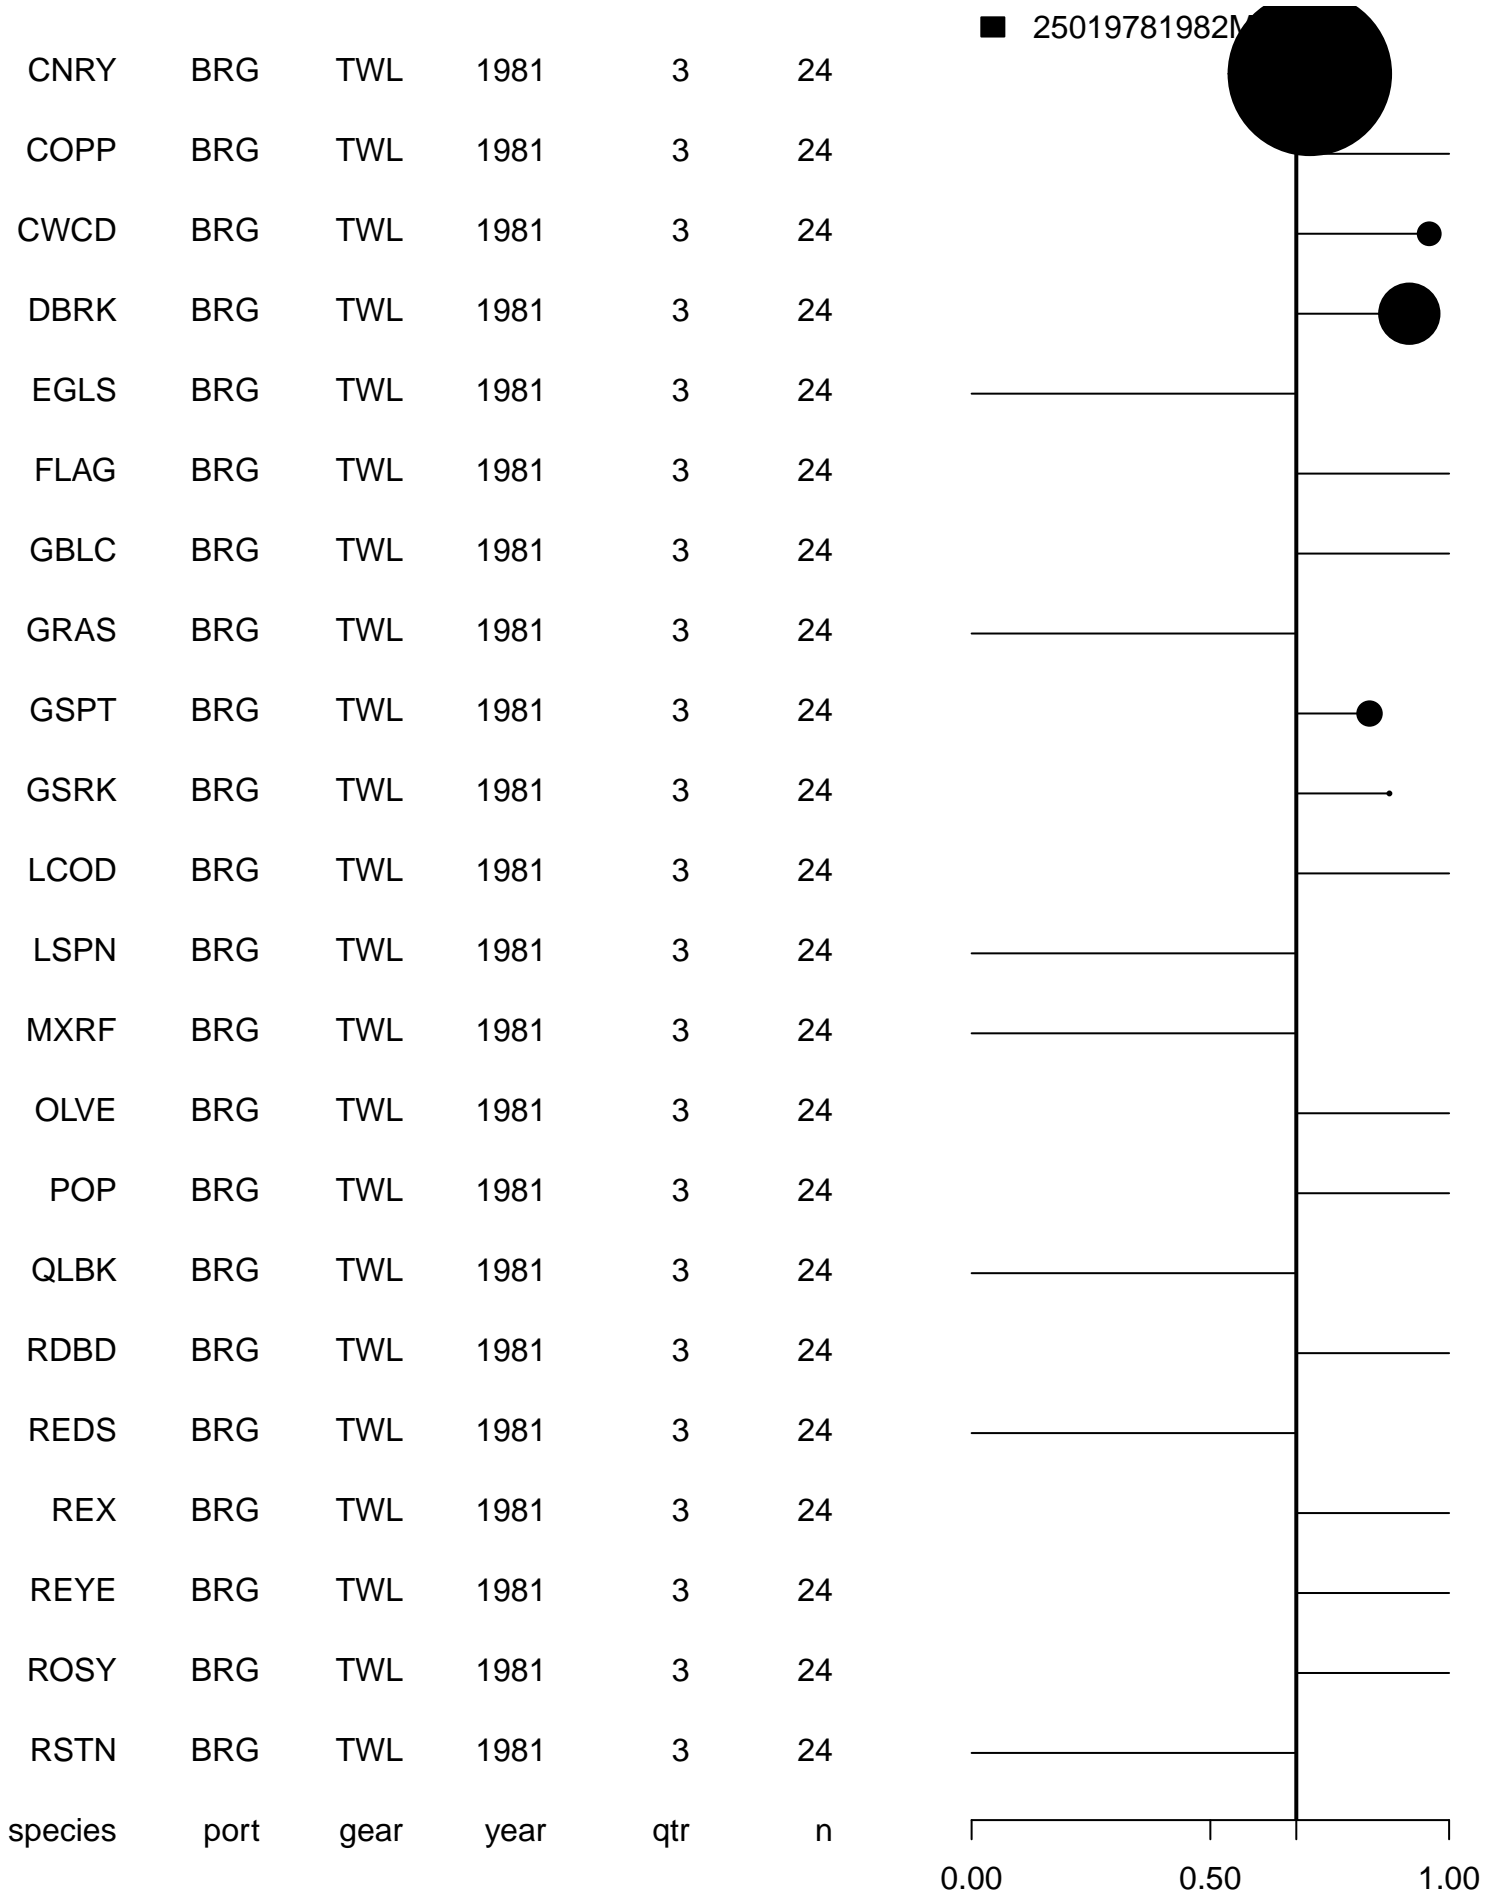 25019781982M
CNRY BRG TWL 1981 3 24
COPP BRG TWL 1981 3 24
CWCD BRG TWL 1981 3 24
DBRK BRG TWL 1981 3 24
EGLS BRG TWL 1981 3 24
FLAG BRG TWL 1981 3 24
GBLC BRG TWL 1981 3 24
GRAS BRG TWL 1981 3 24
GSPT BRG TWL 1981 3 24
GSRK BRG TWL 1981 3 24
LCOD BRG TWL 1981 3 24
LSPN BRG TWL 1981 3 24
MXRF BRG TWL 1981 3 24
OLVE BRG TWL 1981 3 24
POP BRG TWL 1981 3 24
QLBK BRG TWL 1981 3 24
RDBD BRG TWL 1981 3 24
REDS BRG TWL 1981 3 24
REX BRG TWL 1981 3 24
REYE BRG TWL 1981 3 24
ROSY BRG TWL 1981 3 24
RSTN BRG TWL 1981 3 24
species port gear year qtr n
0.00 0.50 1.00